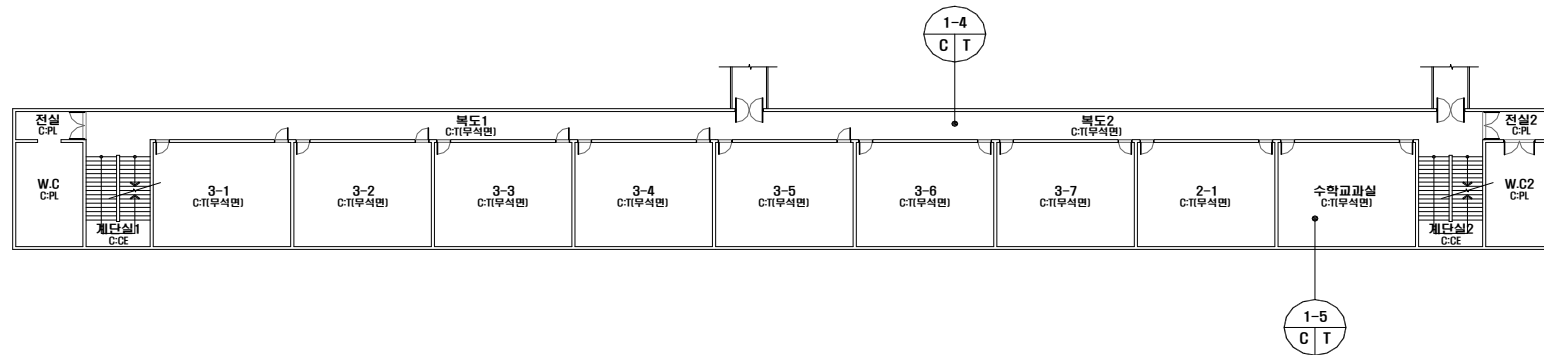 1-4
C T
전실
C:PL
복도1
C:T(무석면)
복도2
C:T(무석면)
전실2
C:PL
W.C
C:PL
3-1
C:T(무석면)
3-2
C:T(무석면)
3-3
C:T(무석면)
3-4
C:T(무석면)
3-5
C:T(무석면)
3-6
C:T(무석면)
3-7
C:T(무석면)
2-1
C:T(무석면)
수학교과실
C:T(무석면)
W.C2
C:PL
계단실1
C:CE
계단실2
C:CE
1-5
C T